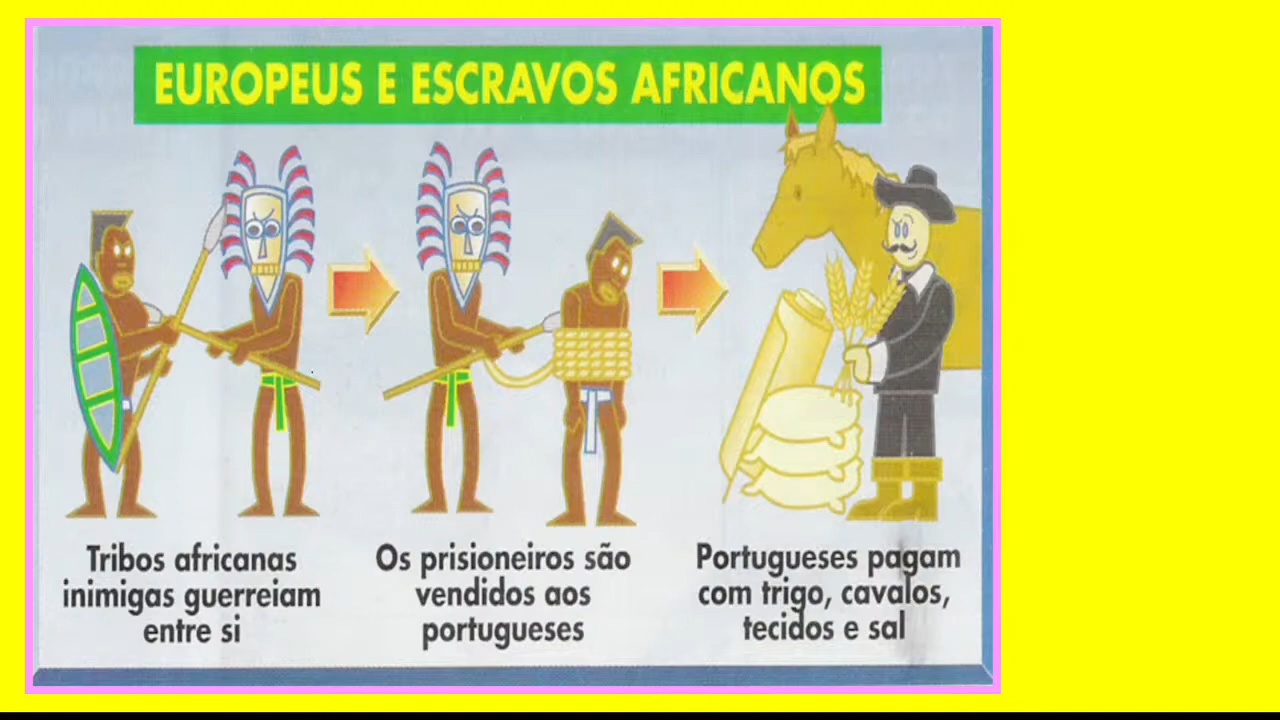 EUROPEUS E ESCRAVOS AFRICANOS
Tribos africanas
inimigas guerreiam
entre si
Os prisioneiros são
vendidos aos
portugueses
Portugueses pagam
com trigo, cavalos,
tecidos e sal